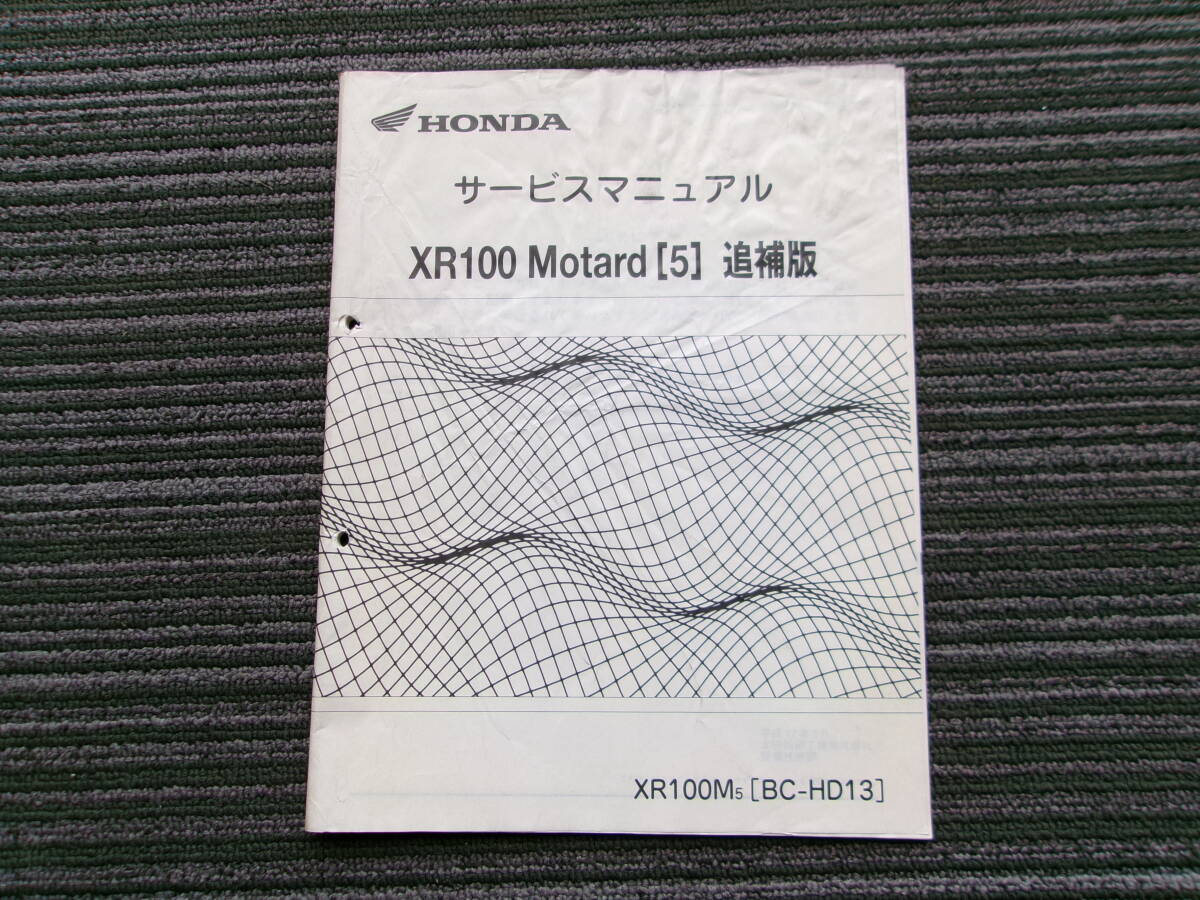 HONDA
サービスマニュアル
XR100 Motard [5] 追補版
XR100M5 [BC-HD13]